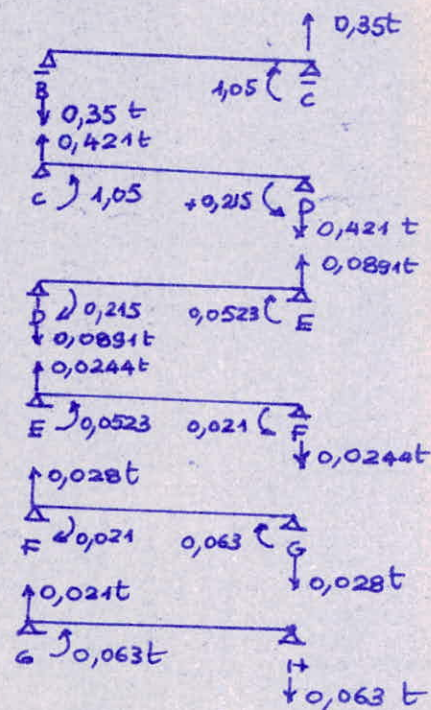 0,35t
B 1,05 C
0,35 t
0,421t
C 1,05 +0,215 D
0,421 t
0,0891t
D 0,215 0,0523 E
0,0891t
0,0244t
E 0,0523 0,021 F
0,0244t
0,028t
F 0,021 0,063 G
0,028t
0,021t
G 0,063t H
0,063 t